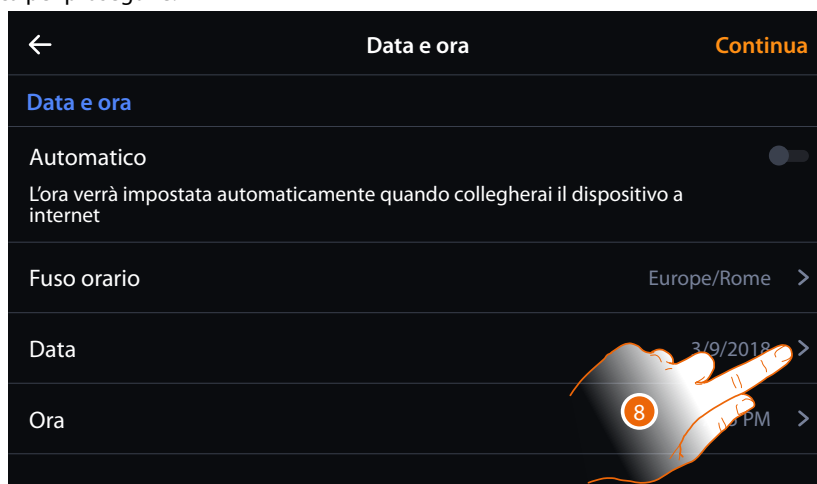 Data e ora Continua
Data e ora
Automatico
L'ora verrà impostata automaticamente quando collegherai il dispositivo a
internet
Fuso orario Europe/Rome
Data 3/9/2018
8
Ora PM